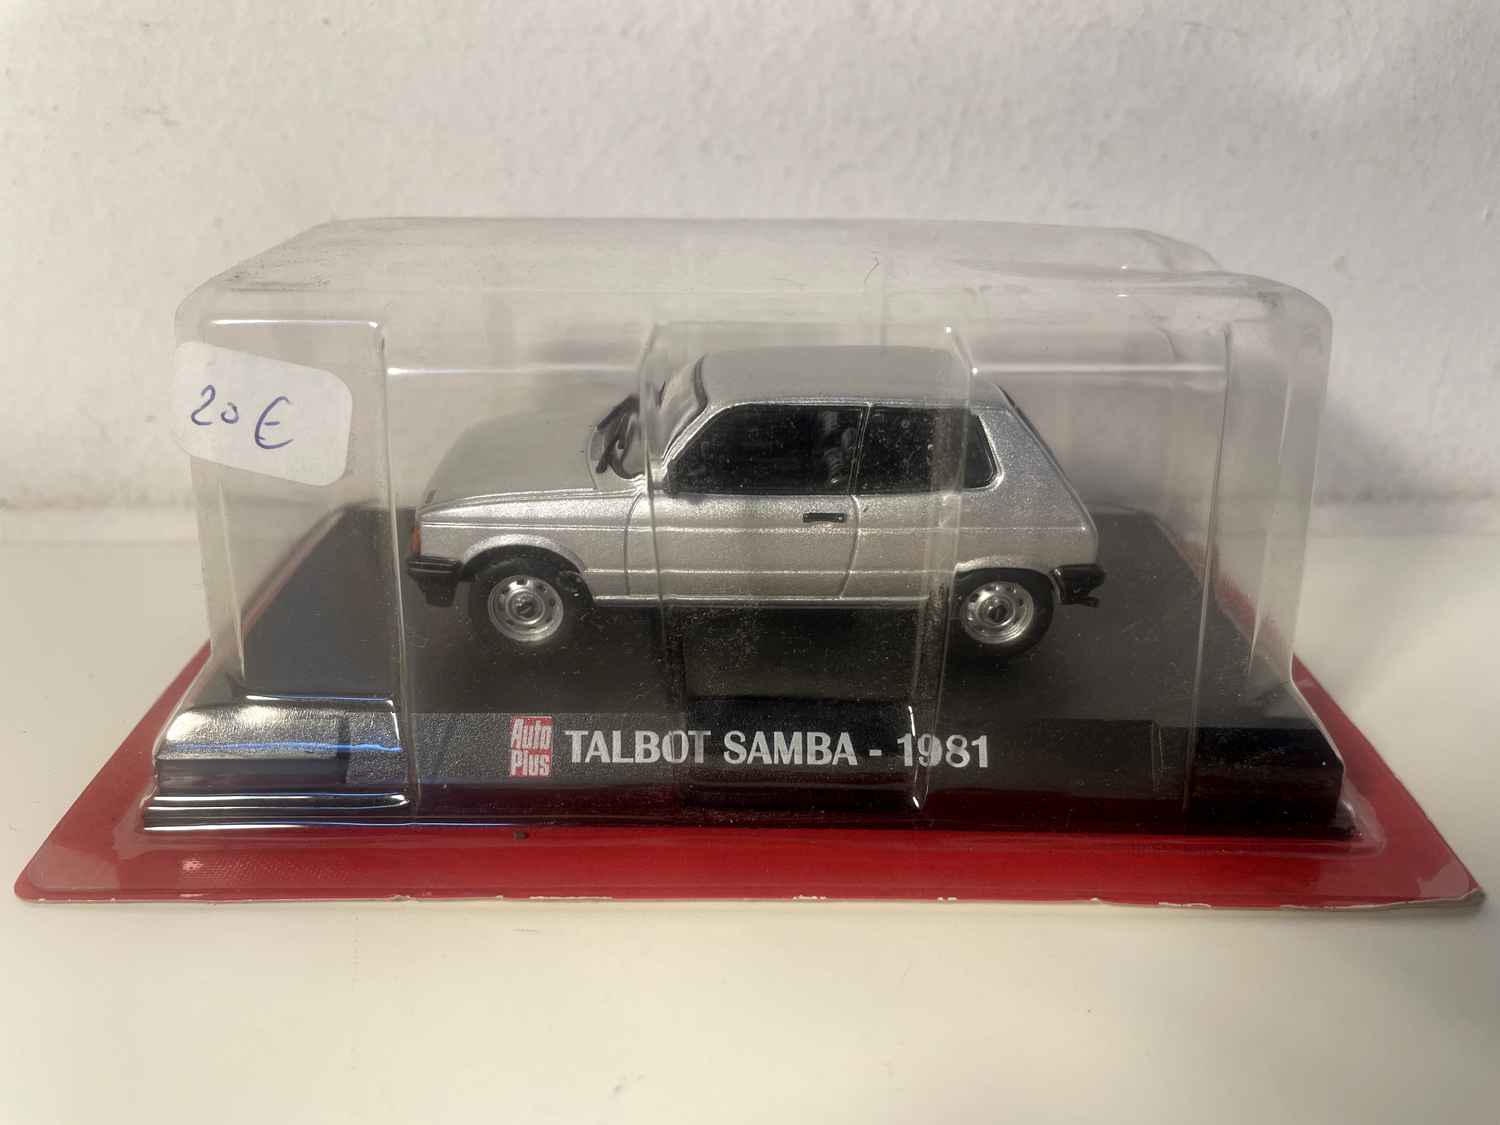 20 €
Auto
Plus
TALBOT SAMBA - 1981